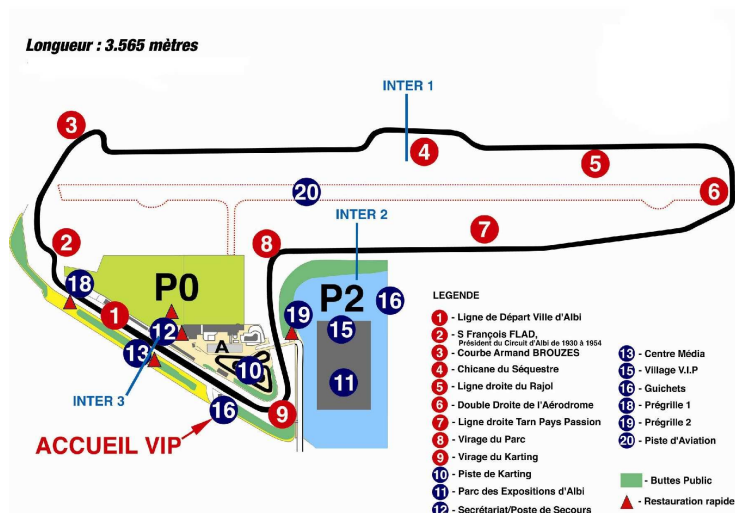 Longueur : 3.565 mètres
INTER 1
3
4
5
20
6
INTER 2
2
8
7
18
P0
P2
16
1
19
12
15
A
13
10
11
INTER 3
16
9
ACCUEIL VIP
LEGENDE
1 - Ligne de Départ Ville d'Albi
2 - S François FLAD,
Président du Circuit d'Albi de 1930 à 1954
3 - Courbe Armand BROUZES
4 - Chicane du Séquestre
5 - Ligne droite du Rajol
6 - Double Droite de l'Aérodrome
7 - Ligne droite Tarn Pays Passion
8 - Virage du Parc
9 - Virage du Karting
10 - Piste de Karting
11 - Parc des Expositions d'Albi
12 - Secrétariat/Poste de Secours
13 - Centre Média
15 - Village V.I.P
16 - Guichets
18 - Prégrille 1
19 - Prégrille 2
20 - Piste d'Aviation
- Buttes Public
- Restauration rapide